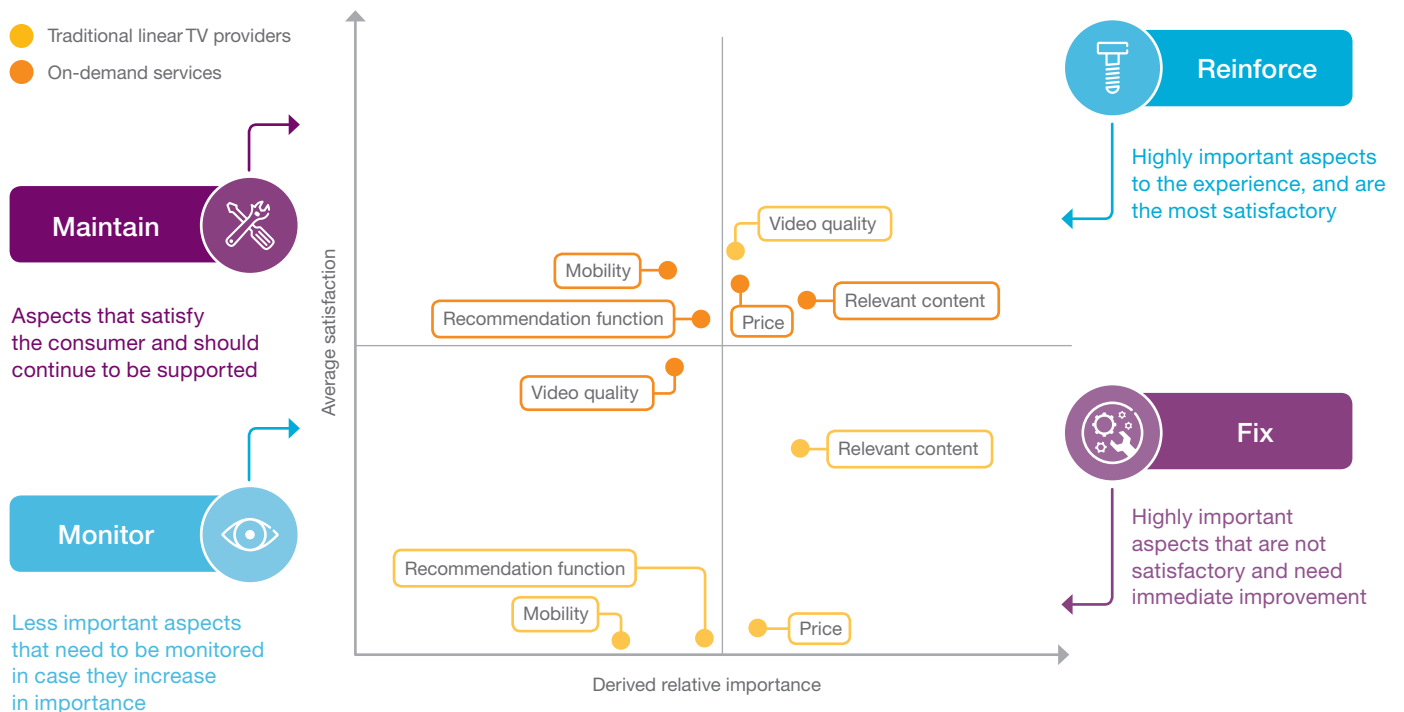 Traditional linear TV providers
On-demand services
Maintain
Aspects that satisfy
the consumer and should
continue to be supported
Monitor
Less important aspects
that need to be monitored
in case they increase
in importance
Average satisfaction
Video quality
Mobility
Relevant content
Recommendation function
Price
Video quality
Relevant content
Recommendation function
Mobility
Price
Derived relative importance
Reinforce
Highly important aspects
to the experience, and are
the most satisfactory
Fix
Highly important
aspects that are not
satisfactory and need
immediate improvement